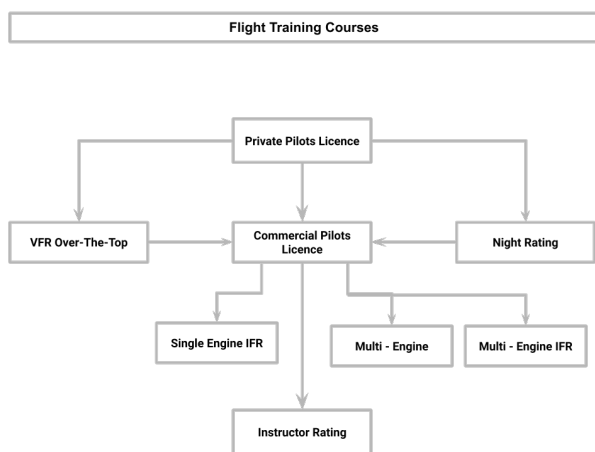 Flight Training Courses
Private Pilots Licence
VFR Over-The-Top
Commercial Pilots
Licence
Night Rating
Single Engine IFR
Multi - Engine
Multi - Engine IFR
Instructor Rating